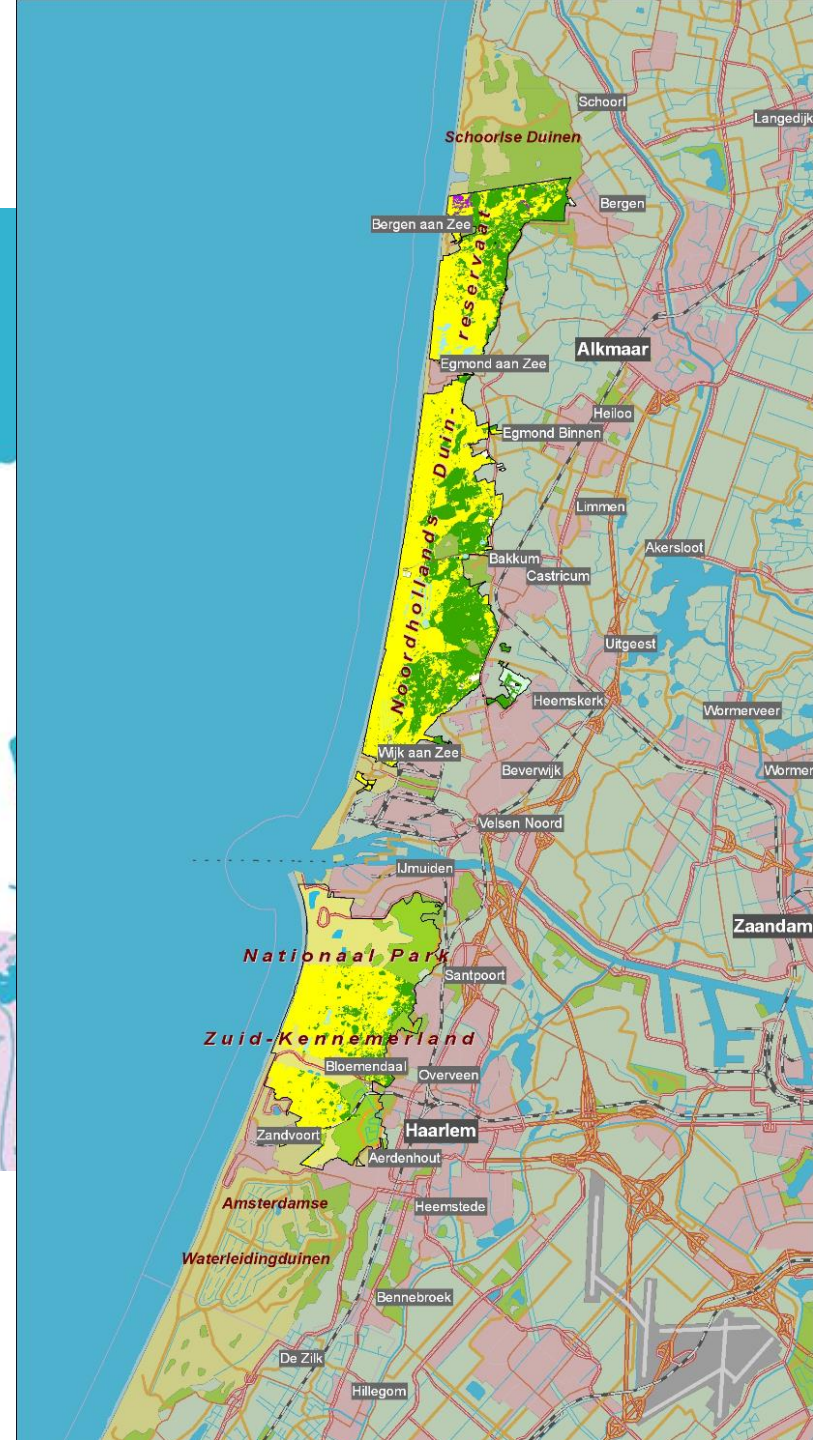 Schoorl
Langedijk
Schoorlse Duinen
Bergen
Bergen aan Zee
Noordhollands Duin-
reservaat
Alkmaar
Egmond aan Zee
Heiloo
Egmond Binnen
Limmen
Akersloot
Bakkum
Castricum
Uitgeest
Heemskerk
Wormerveer
Wijk aan Zee
Beverwijk
Wormer
Velsen Noord
IJmuiden
Zaandam
Nationaal Park
Santpoort
Zuid-Kennemerland
Bloemendaal
Overveen
Zandvoort
Haarlem
Aerdenhout
Amsterdamse
Heemstede
Waterleidingduinen
Bennebroek
De Zilk
Hillegom